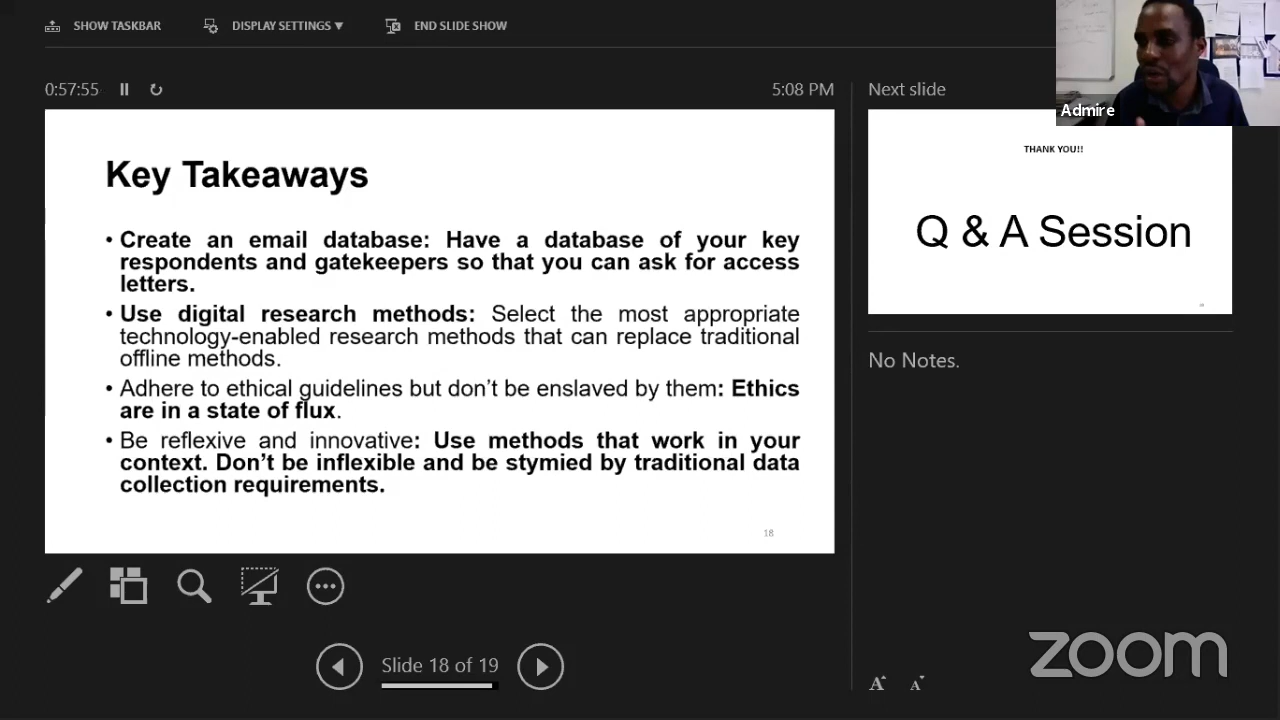 SHOW TASKBAR
DISPLAY SETTINGS ▼
END SLIDE SHOW
0:57:55
5:08 PM
Next slide
Admire
Key Takeaways
• Create an email database: Have a database of your key
respondents and gatekeepers so that you can ask for access
letters.
• Use digital research methods: Select the most appropriate
technology-enabled research methods that can replace traditional
offline methods.
• Adhere to ethical guidelines but don't be enslaved by them: Ethics
are in a state of flux.
• Be reflexive and innovative: Use methods that work in your
context. Don't be inflexible and be stymied by traditional data
collection requirements.
18
THANK YOU!!
Q & A Session
No Notes.
Slide 18 of 19
A A
zoom